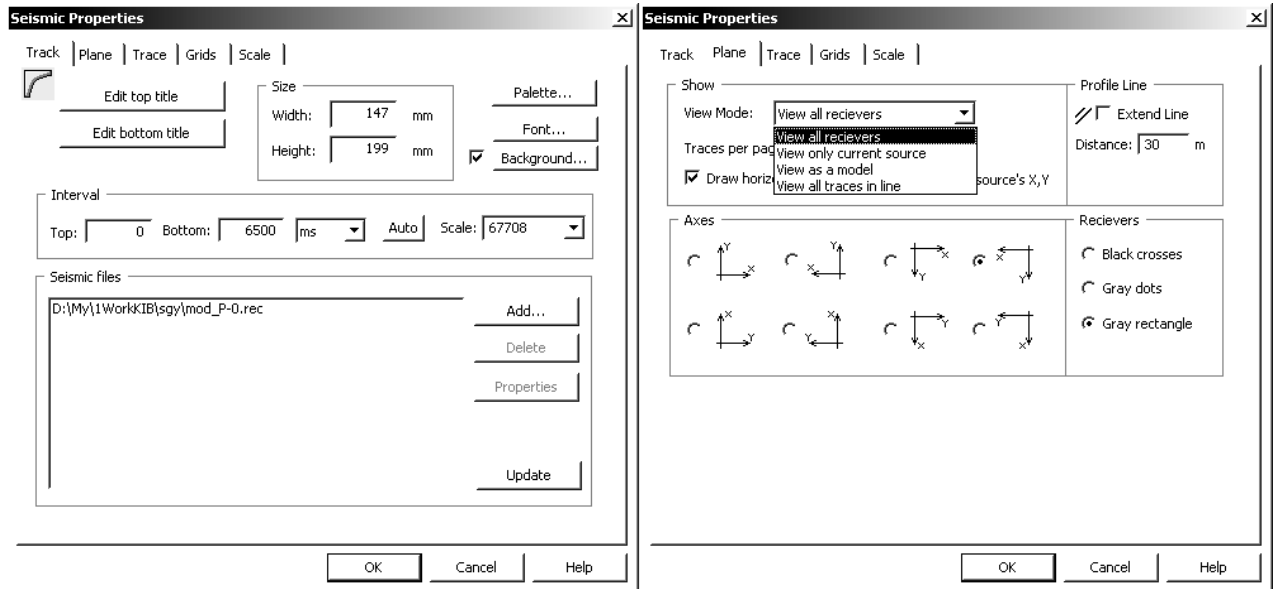 Seismic Properties
Track Plane Trace Grids Scale
Edit top title
Edit bottom title
Size
Width: 147 mm
Height: 199 mm
Palette...
Font...
Background...
Interval
Top: 0 Bottom: 6500 ms Auto Scale: 67708
Seismic files
D:\My\1WorkKIB\sgy\mod_P-0.rec
Add...
Delete
Properties
Update
OK Cancel Help
Seismic Properties
Track Plane Trace Grids Scale
Show
View Mode: View all recievers
View all recievers
View only current source
View as a model
View all traces in line
Traces per pag
Draw horiz source's X,Y
Profile Line
Extend Line
Distance: 30 m
Axes
Y X
Y X
X Y
X Y
X Y
X Y
Y X
Y X
Recievers
Black crosses
Gray dots
Gray rectangle
OK Cancel Help